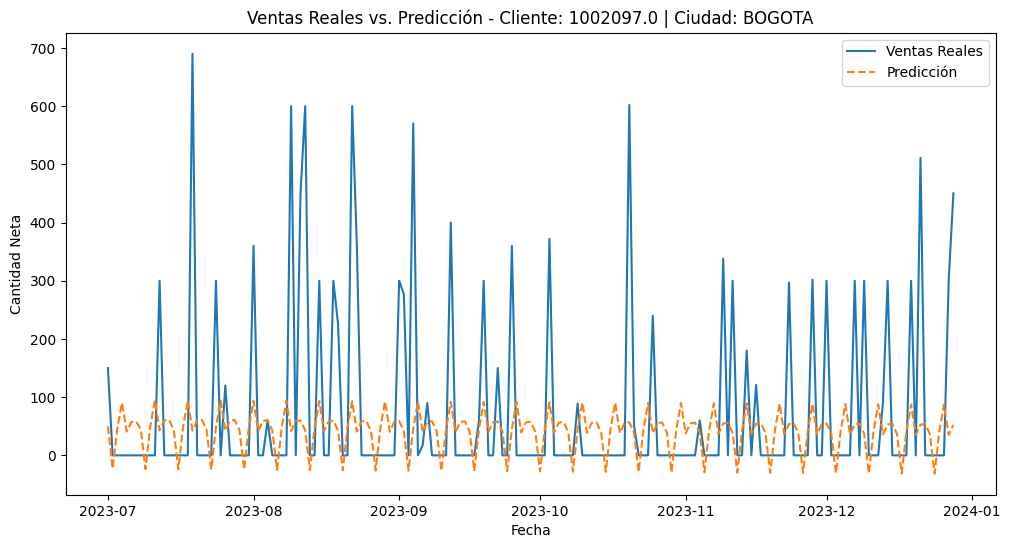 Ventas Reales vs. Predicción - Cliente: 1002097.0 | Ciudad: BOGOTA
Ventas Reales
Predicción
Cantidad Neta
700
600
500
400
300
200
100
0
2023-07 2023-08 2023-09 2023-10 2023-11 2023-12 2024-01
Fecha